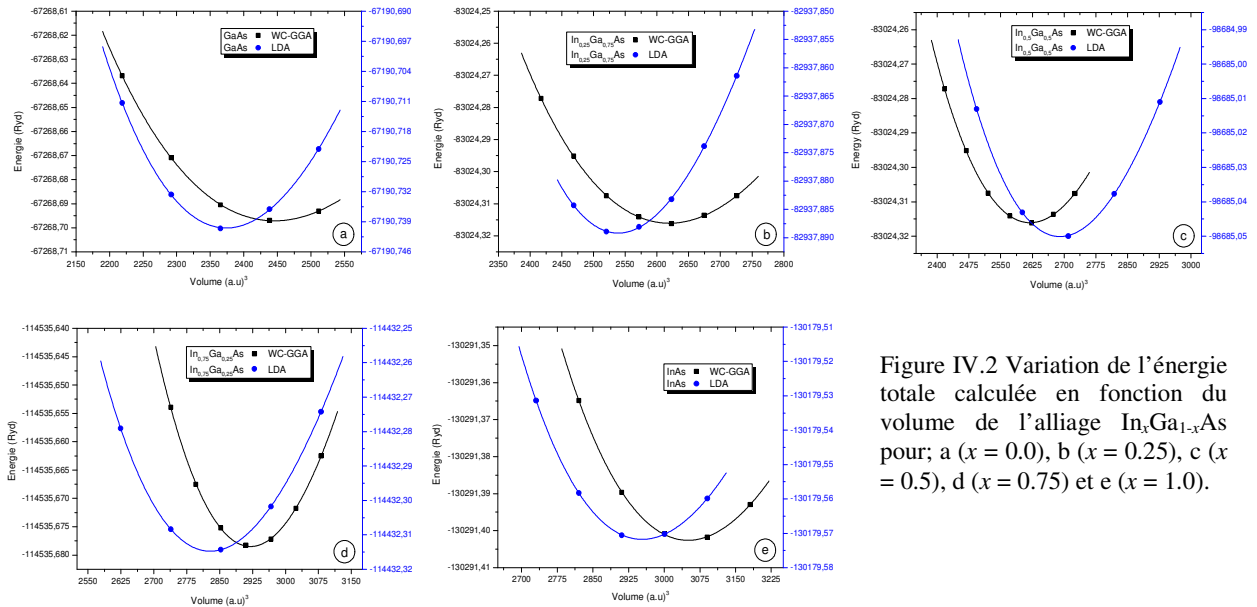 -67268,61
-67268,62
-67268,63
-67268,64
-67268,65
-67268,66
-67268,67
-67268,68
-67268,69
-67268,70
-67268,71
Energie (Ryd)
GaAs WC-GGA
GaAs LDA
-67190,690
-67190,697
-67190,704
-67190,711
-67190,718
-67190,725
-67190,732
-67190,739
-67190,746
a
2150 2200 2250 2300 2350 2400 2450 2500 2550
Volume (a.u)³
-83024,25
-83024,26
-83024,27
-83024,28
-83024,29
-83024,30
-83024,31
-83024,32
Energie (Ryd)
In0,25Ga0,75As WC-GGA
In0,25Ga0,75As LDA
-82937,850
-82937,855
-82937,860
-82937,865
-82937,870
-82937,875
-82937,880
-82937,885
-82937,890
b
2350 2400 2450 2500 2550 2600 2650 2700 2750 2800
Volume (a.u)³
-83024,26
-83024,27
-83024,28
-83024,29
-83024,30
-83024,31
-83024,32
Energy (Ryd)
In0,5Ga0,5As WC-GGA
In0,5Ga0,5As LDA
-98684,99
-98685,00
-98685,01
-98685,02
-98685,03
-98685,04
-98685,05
c
2400 2475 2550 2625 2700 2775 2850 2925 3000
Volume (a.u)³
-114535,640
-114535,645
-114535,650
-114535,655
-114535,660
-114535,665
-114535,670
-114535,675
-114535,680
Energie (Ryd)
In0,75Ga0,25As WC-GGA
In0,75Ga0,25As LDA
-114432,25
-114432,26
-114432,27
-114432,28
-114432,29
-114432,30
-114432,31
-114432,32
d
2550 2625 2700 2775 2850 2925 3000 3075 3150
Volume (a.u)³
-130291,35
-130291,36
-130291,37
-130291,38
-130291,39
-130291,40
-130291,41
Energie (Ryd)
InAs WC-GGA
InAs LDA
-130179,51
-130179,52
-130179,53
-130179,54
-130179,55
-130179,56
-130179,57
-130179,58
e
2700 2775 2850 2925 3000 3075 3150 3225
Volume (a.u)³
Figure IV.2 Variation de l’énergie
totale calculée en fonction du
volume de l’alliage InxGa1-xAs
pour; a (x = 0.0), b (x = 0.25), c (x
= 0.5), d (x = 0.75) et e (x = 1.0).